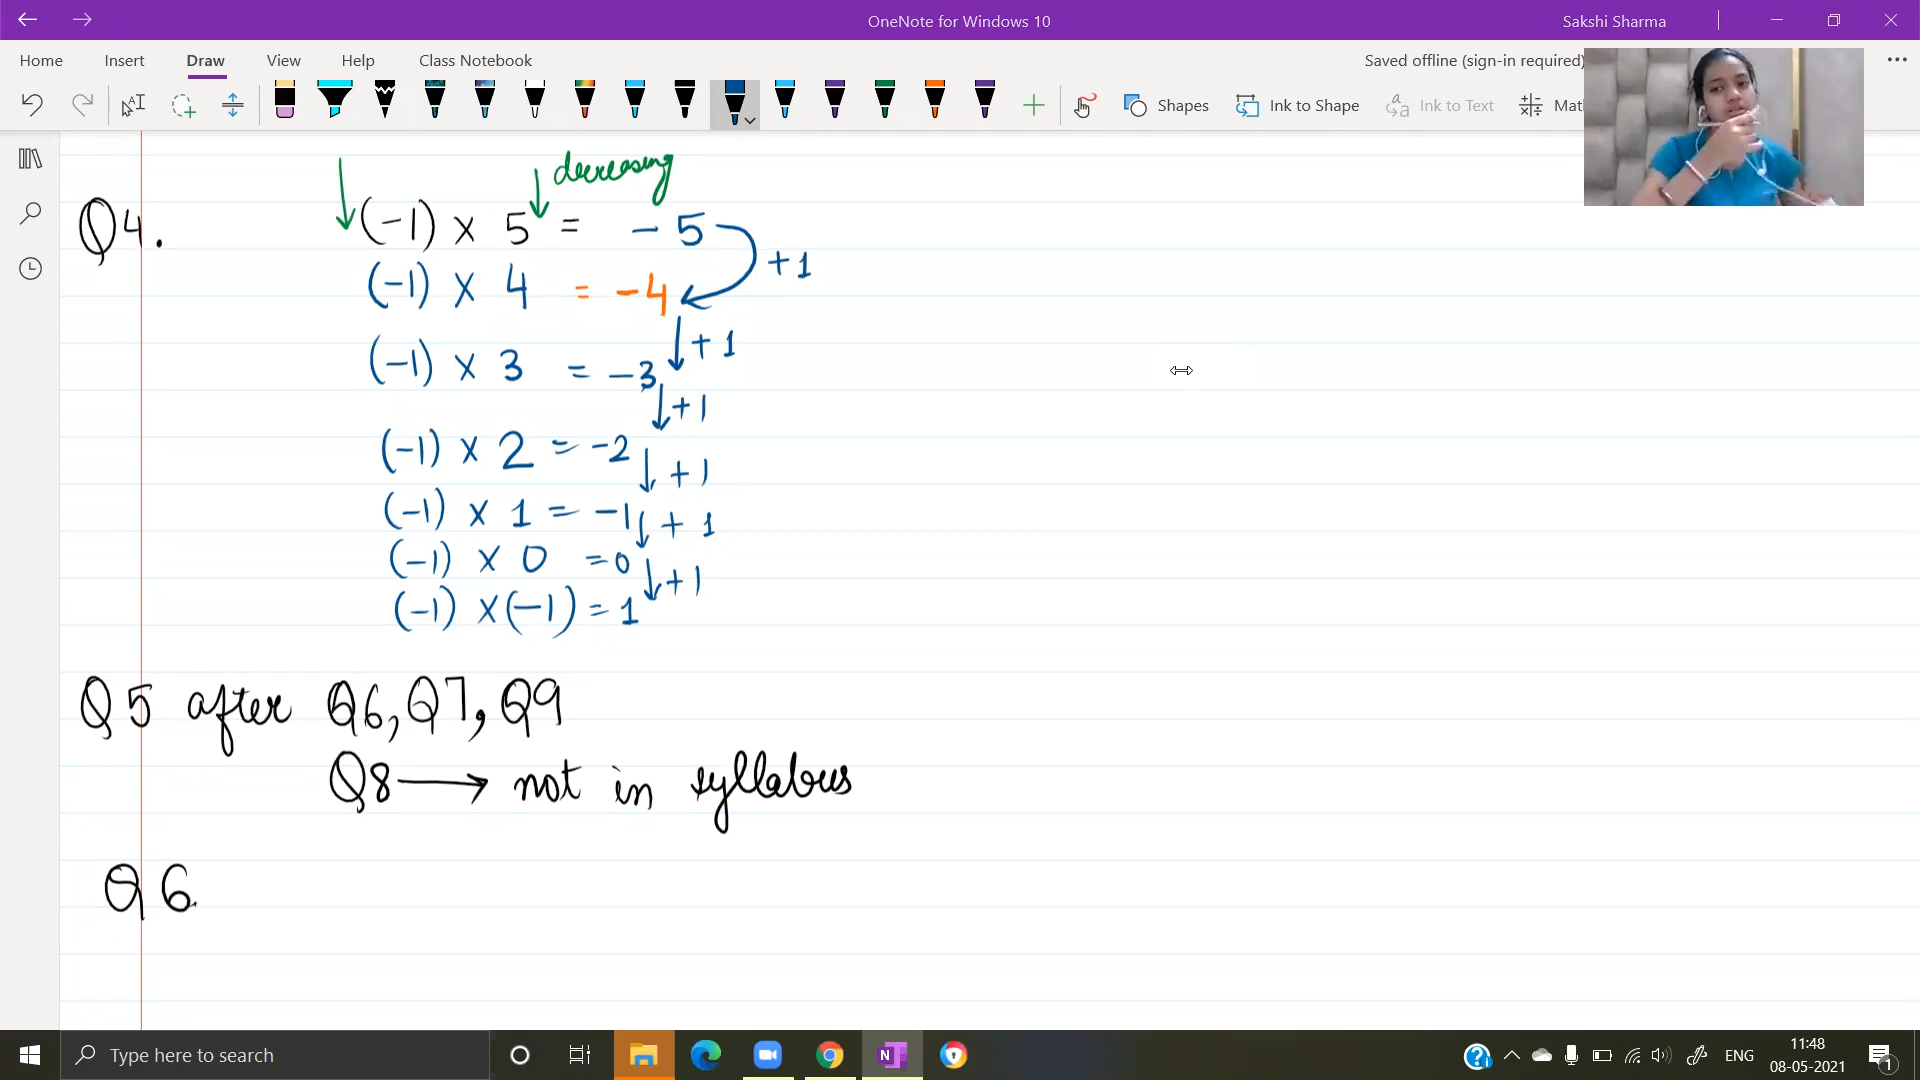 OneNote for Windows 10
Sakshi Sharma
Home Insert Draw View Help Class Notebook
Saved offline (sign-in required)
Shapes Ink to Shape Ink to Text Math
decreasing
Q4. (-1) × 5 = -5
+1
(-1) × 4 = -4
+1
(-1) × 3 = -3
+1
(-1) × 2 = -2
+1
(-1) × 1 = -1
+1
(-1) × 0 = 0
+1
(-1) × (-1) = 1
Q5 after Q6, Q7, Q9
Q8 → not in syllabus
Q6.
Type here to search
ENG
11:48
08-05-2021
1